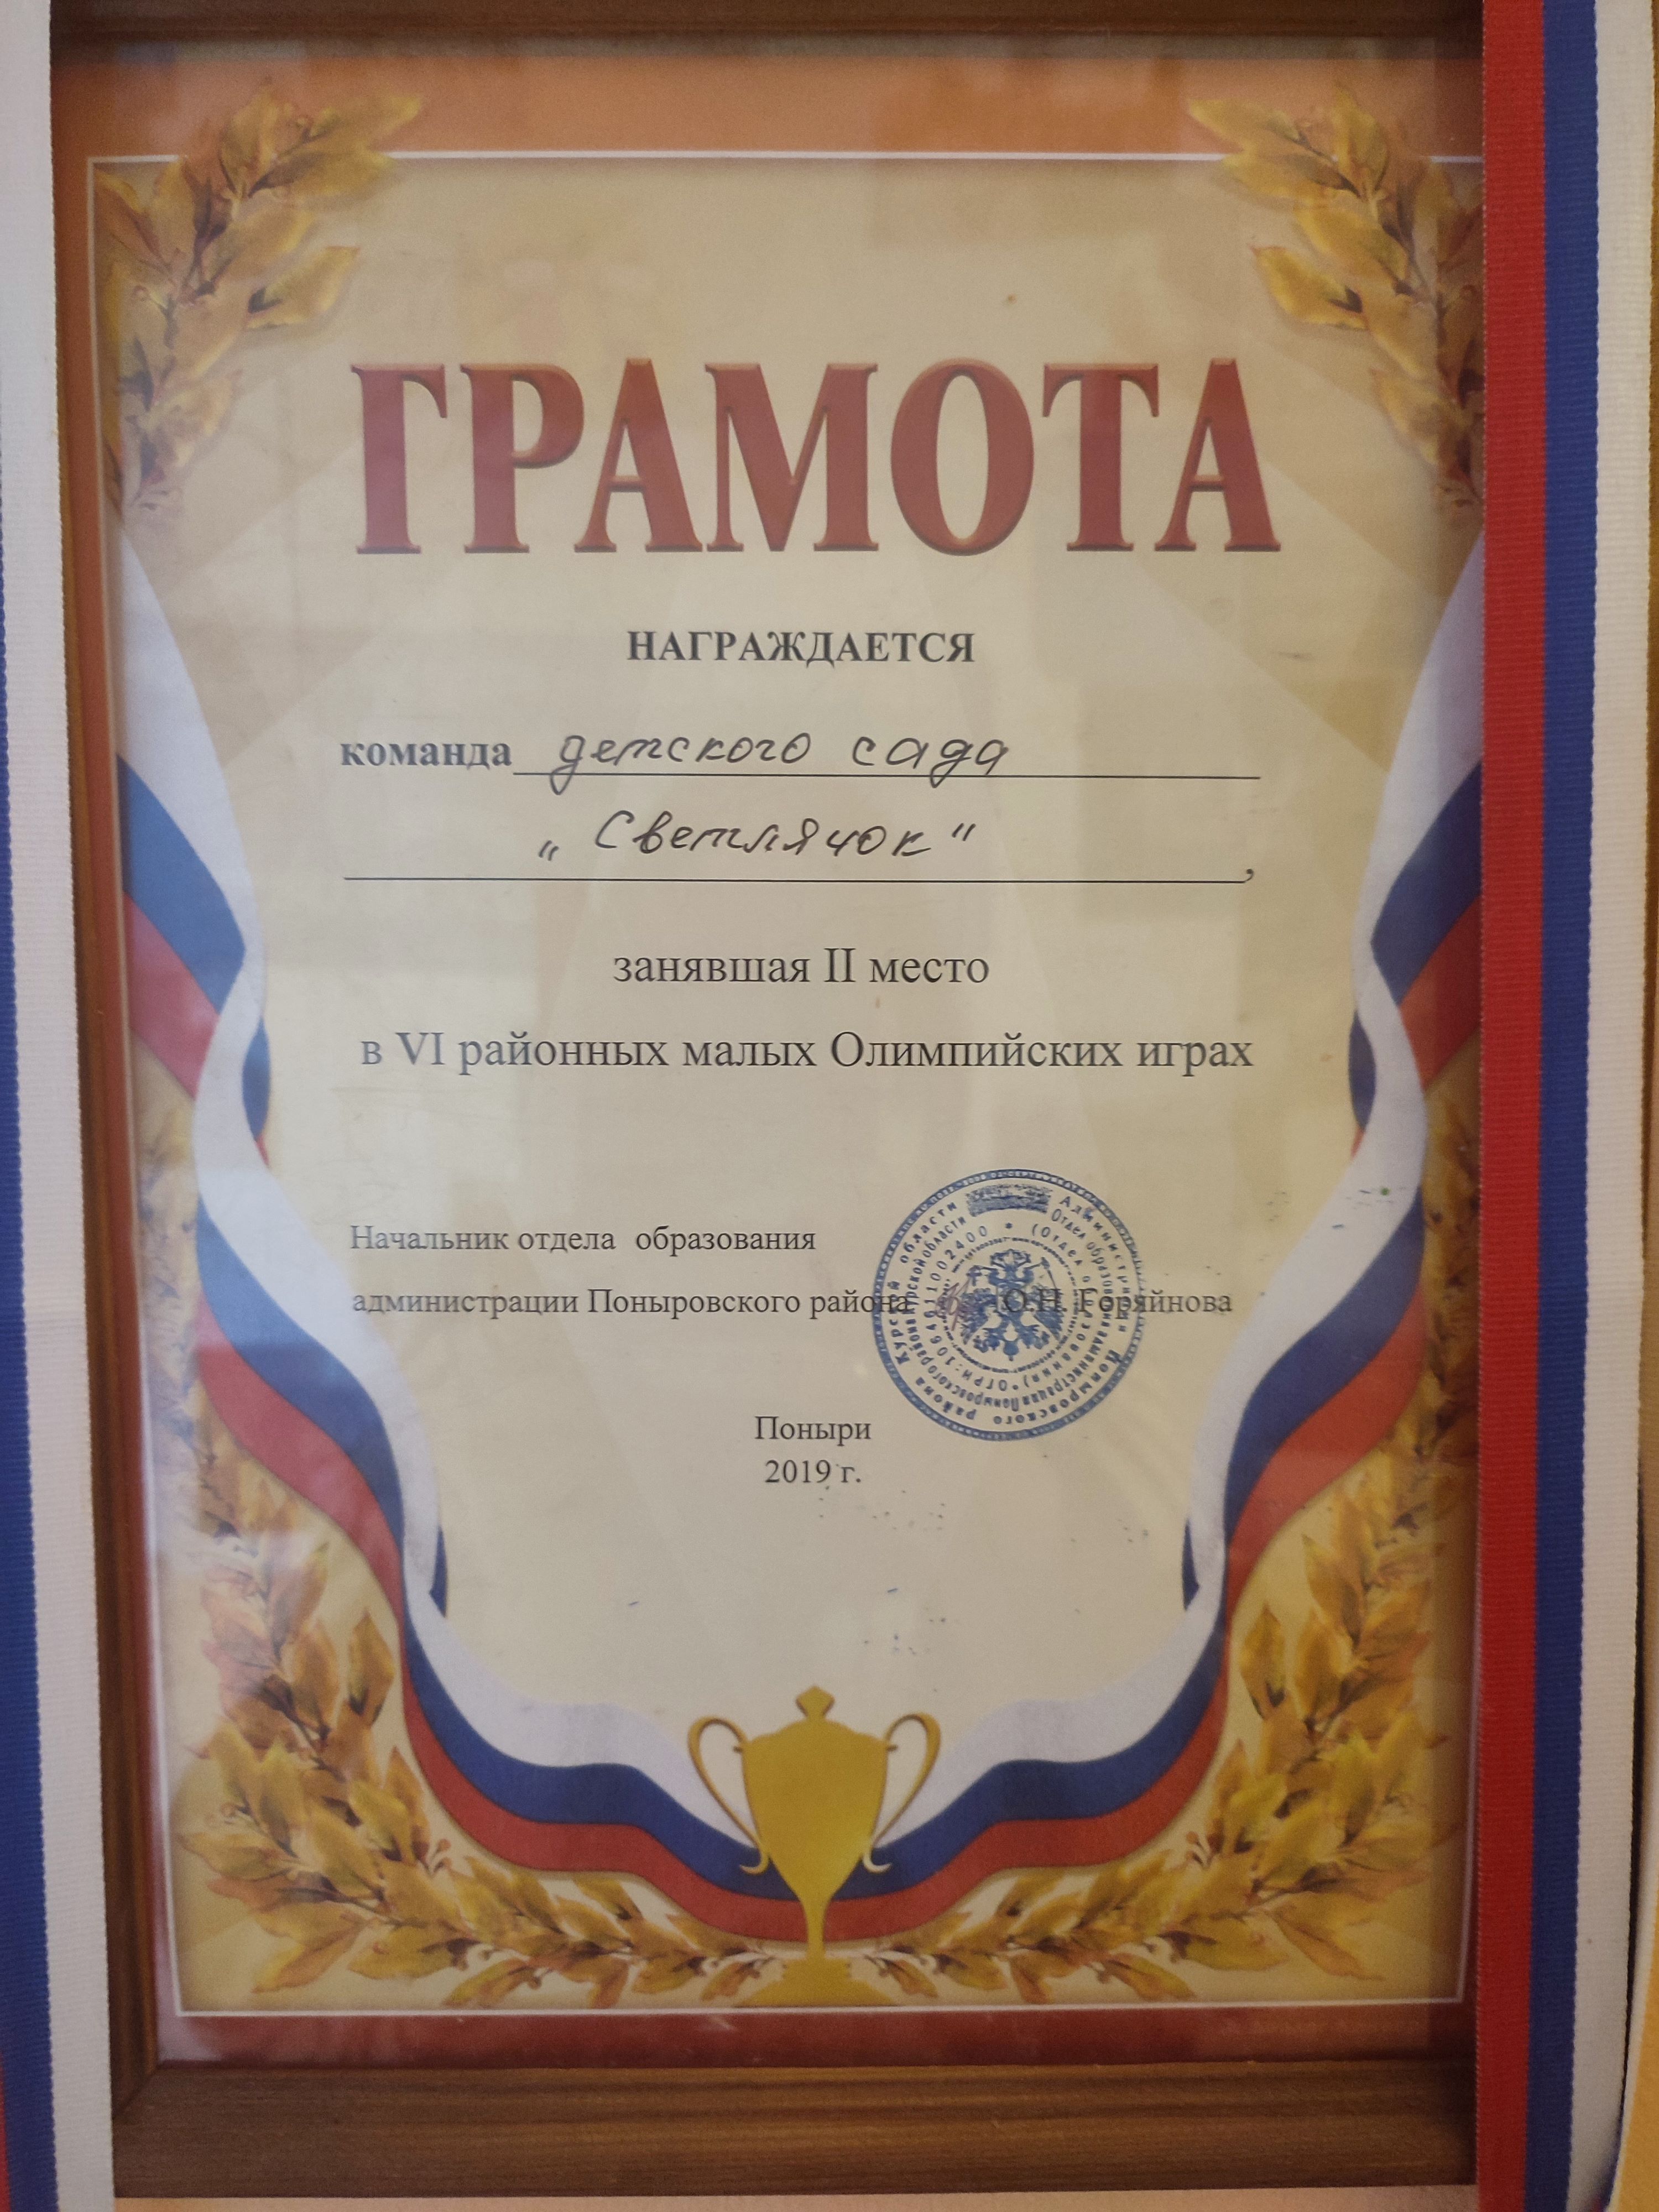 ГРАМОТА
НАГРАЖДАЕТСЯ
команда детского сада
„Светлячок“,
занявшая II место
в VI районных малых Олимпийских играх
Начальник отдела образования
администрации Поныровского района О.П. Горяйнова
Поныри
2019 г.